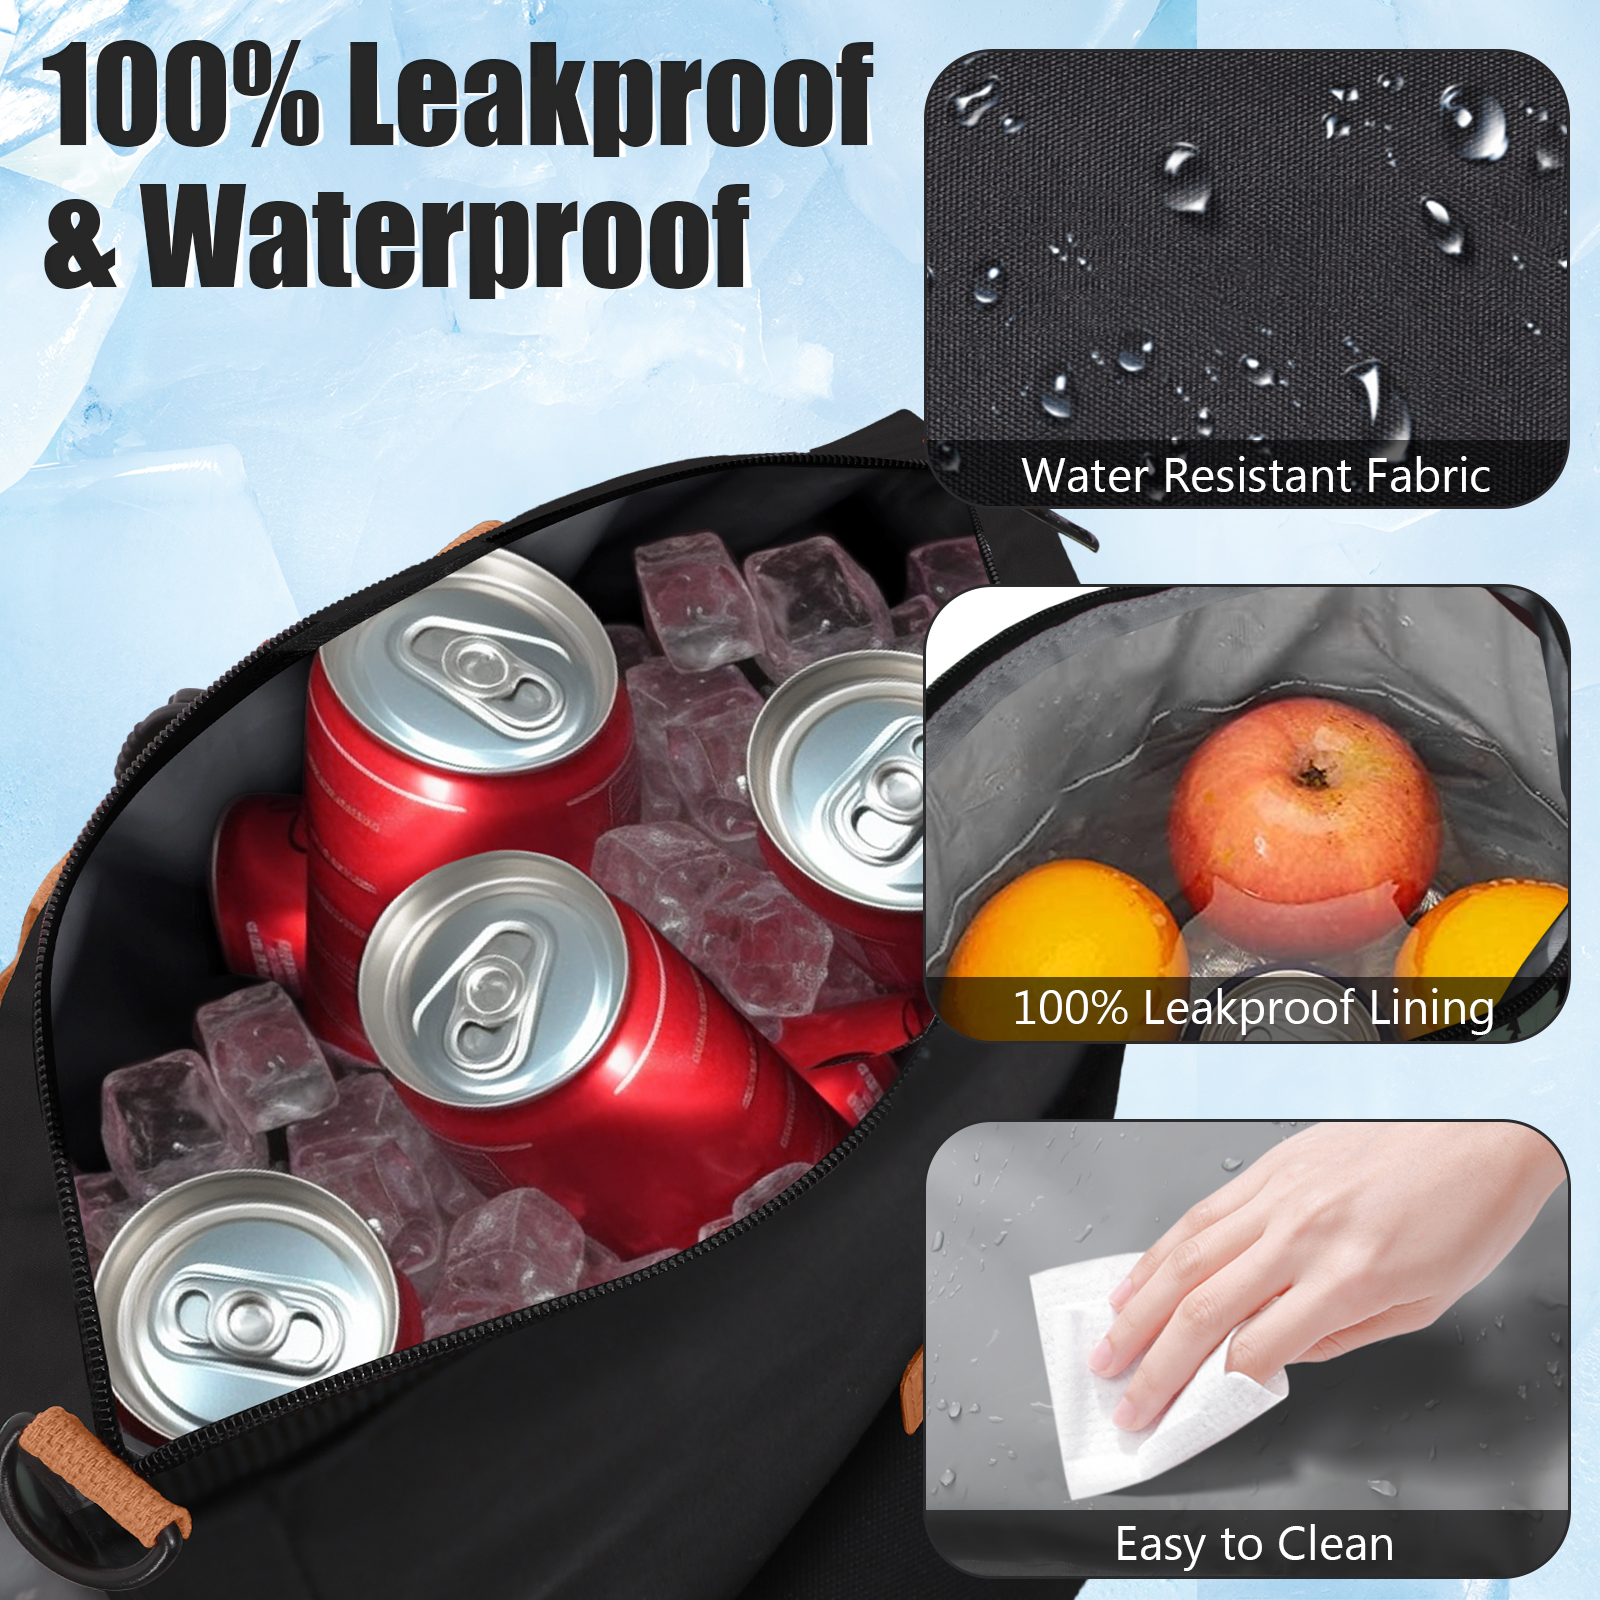 100% Leakproof
& Waterproof
Water Resistant Fabric
100% Leakproof Lining
Easy to Clean